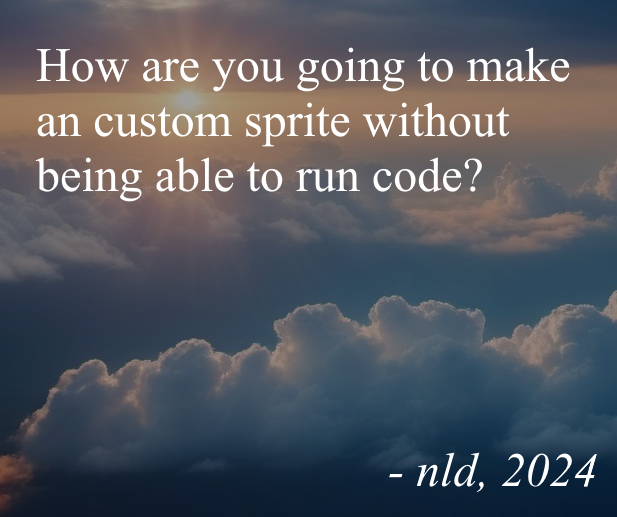 How are you going to make
an custom sprite without
being able to run code?
- nld, 2024